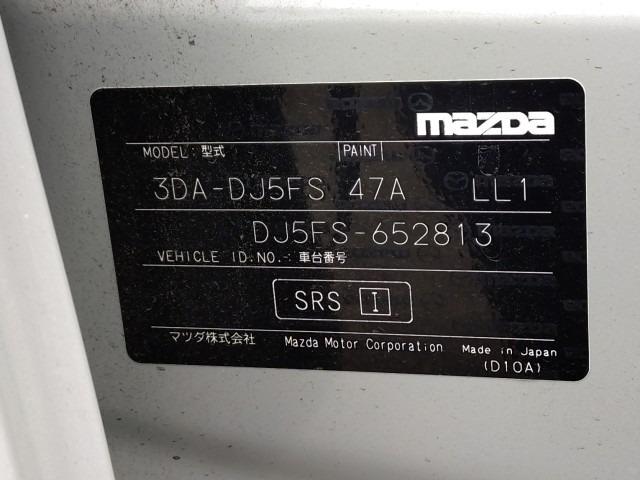 mazda
MODEL: 型式 PAINT
3DA-DJ5FS 47A LL1
DJ5FS-652813
VEHICLE ID.NO.: 車台番号
SRS I
マツダ株式会社 Mazda Motor Corporation Made in Japan
(D10A)